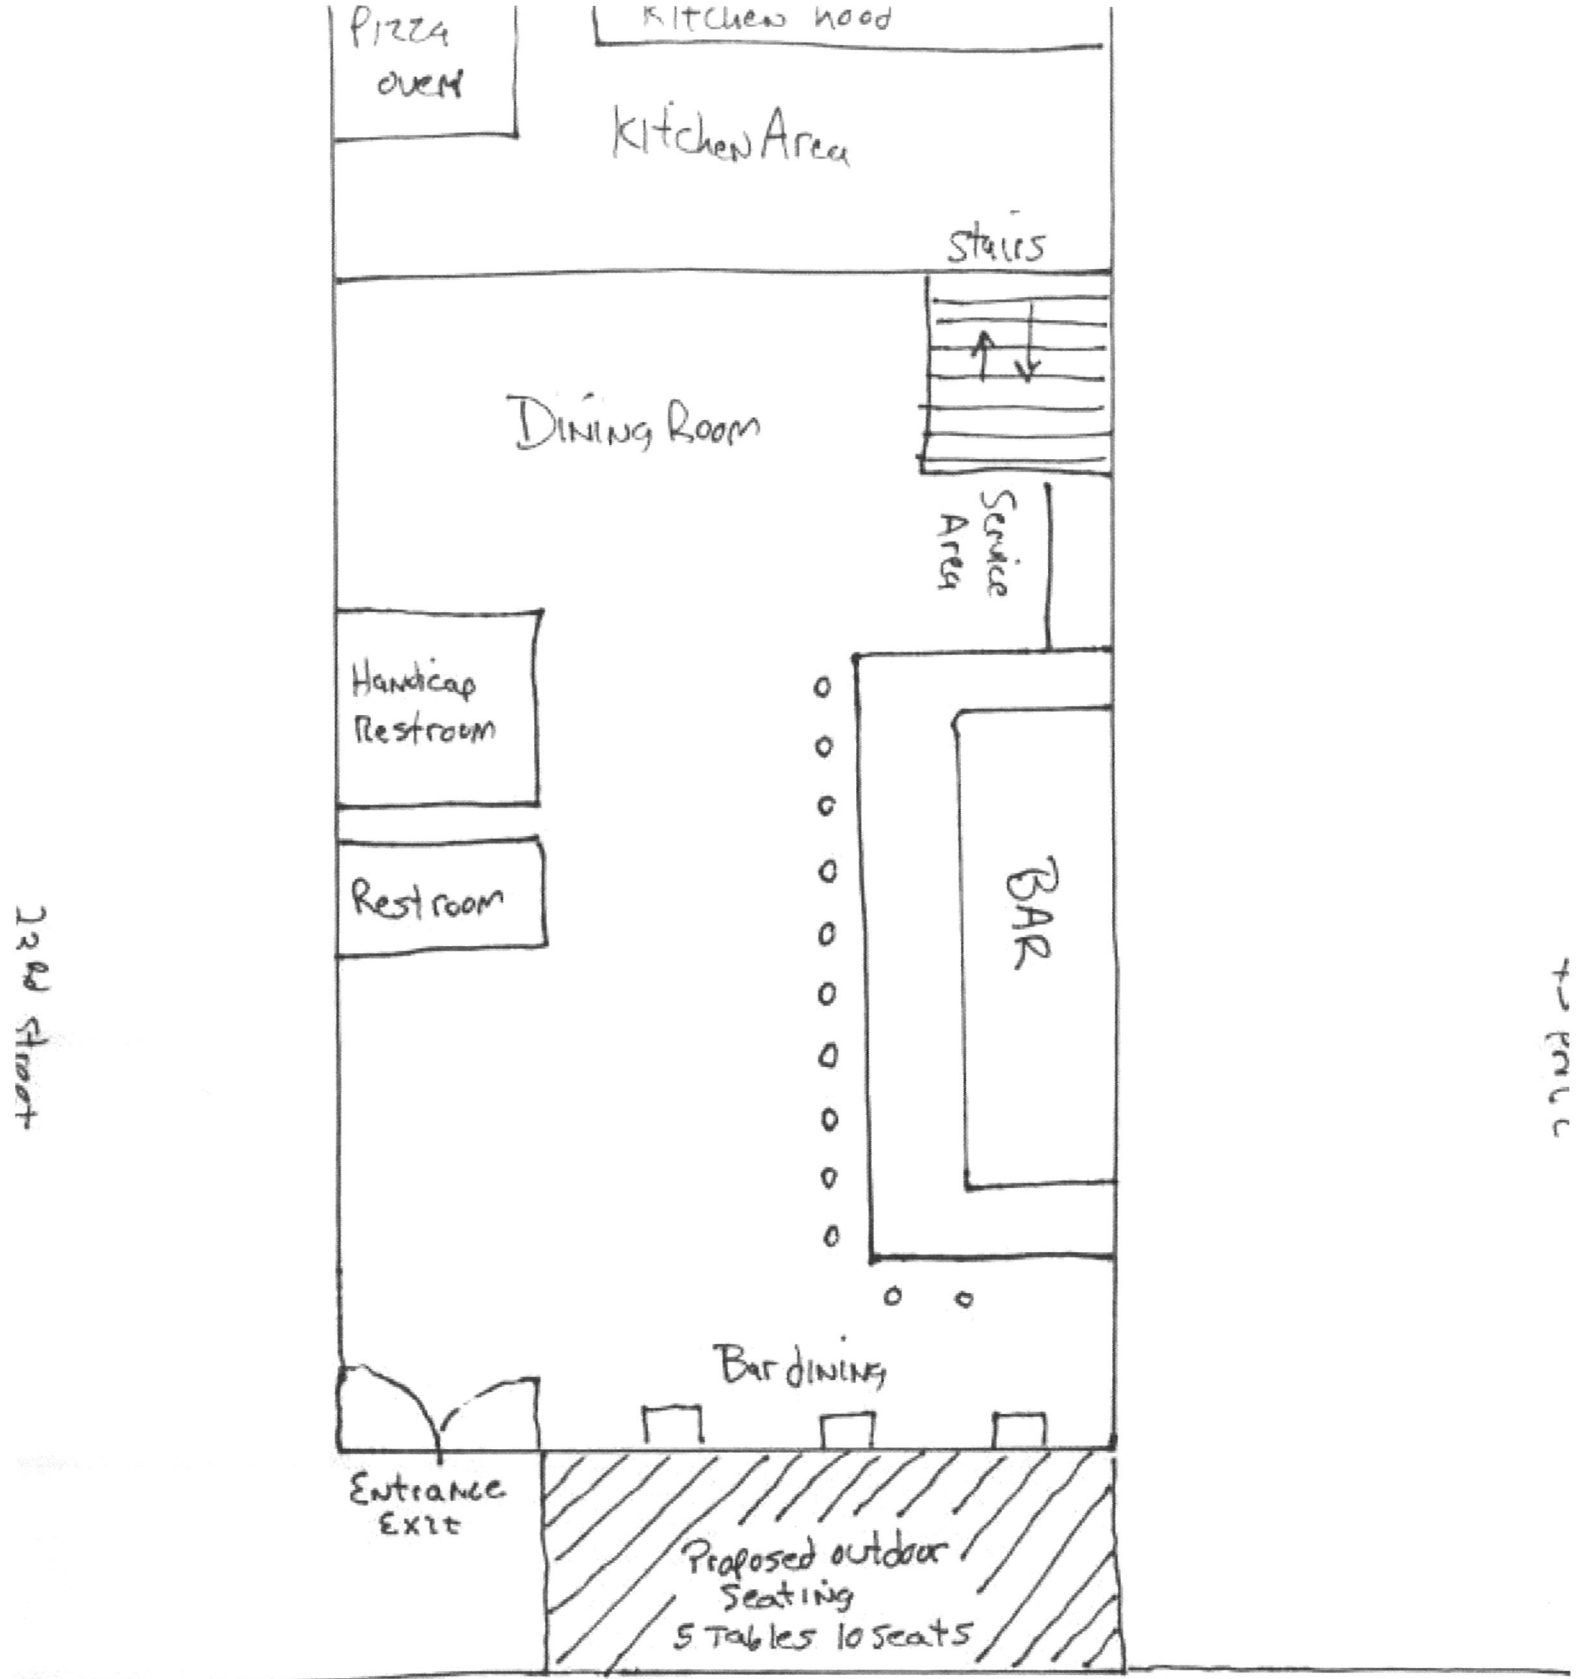 Pizza
oven
Kitchen hood
Kitchen Area
Stairs
Dining Room
Service
Area
Handicap
Restroom
Restroom
BAR
22nd Street
Bar dining
Entrance
Exit
Proposed outdoor
Seating
5 Tables 10 Seats